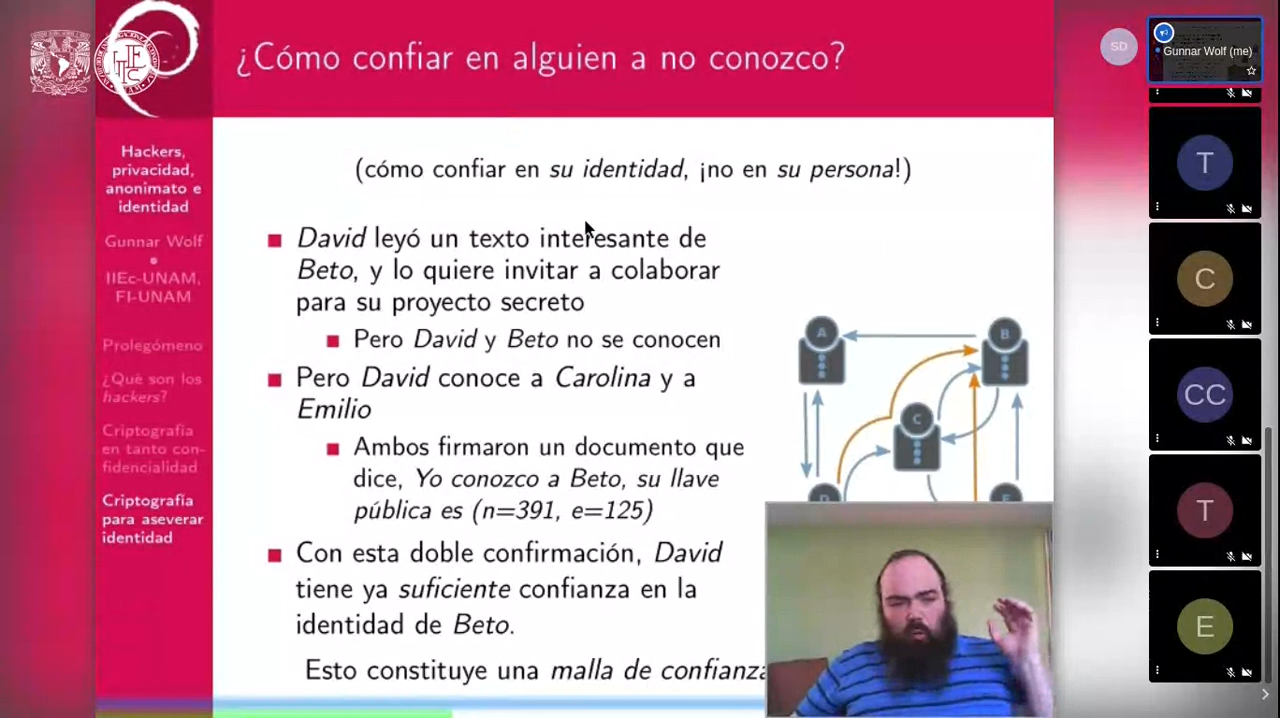 ¿Cómo confiar en alguien a no conozco?
SD
Gunnar Wolf (me)
Hackers,
privacidad,
anonimato e
identidad
Gunnar Wolf
IIEc-UNAM,
FI-UNAM
Prolegómeno
¿Qué son los
hackers?
Criptografía
en tanto con-
fidencialidad
Criptografía
para aseverar
identidad
(cómo confiar en su identidad, ¡no en su persona!)
David leyó un texto interesante de
Beto, y lo quiere invitar a colaborar
para su proyecto secreto
Pero David y Beto no se conocen
Pero David conoce a Carolina y a
Emilio
Ambos firmaron un documento que
dice, Yo conozco a Beto, su llave
pública es (n=391, e=125)
Con esta doble confirmación, David
tiene ya suficiente confianza en la
identidad de Beto.
Esto constituye una malla de confianza
A
B
C
T
C
CC
T
E